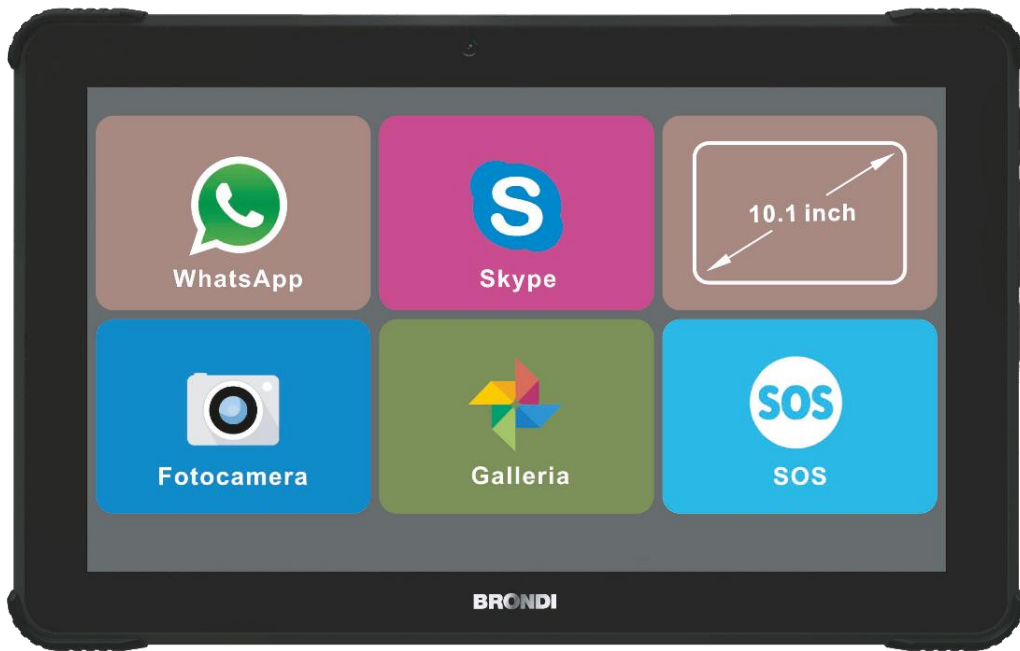 WhatsApp
S
Skype
10.1 inch
Fotocamera
Galleria
SOS
SOS
BRONDI